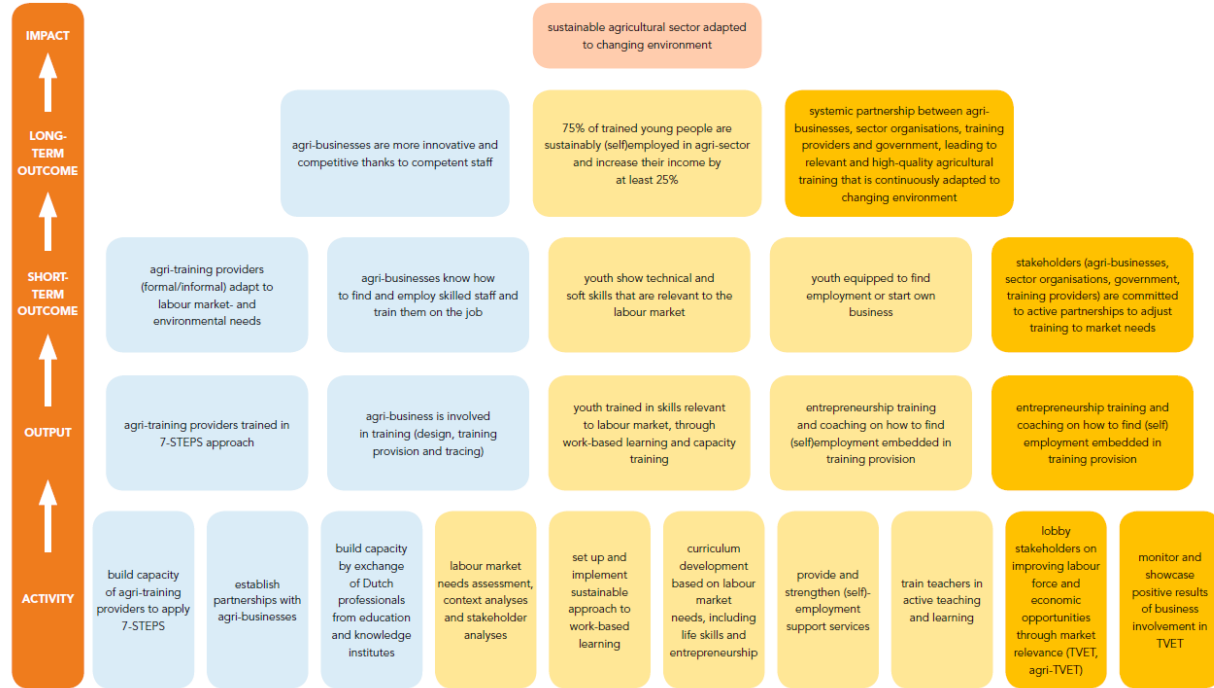 IMPACT
sustainable agricultural sector adapted
to changing environment
LONG-
TERM
OUTCOME
agri-businesses are more innovative and
competitive thanks to competent staff
75% of trained young people are
sustainably (self)employed in agri-sector
and increase their income by
at least 25%
systemic partnership between agri-
businesses, sector organisations, training
providers and government, leading to
relevant and high-quality agricultural
training that is continuously adapted to
changing environment
SHORT-
TERM
OUTCOME
agri-training providers
(formal/informal) adapt to
labour market- and
environmental needs
agri-businesses know how
to find and employ skilled staff and
train them on the job
youth show technical and
soft skills that are relevant to the
labour market
youth equipped to find
employment or start own
business
stakeholders (agri-businesses,
sector organisations, government,
training providers) are committed
to active partnerships to adjust
training to market needs
OUTPUT
agri-training providers trained in
7-STEPS approach
agri-business is involved
in training (design, training
provision and tracing)
youth trained in skills relevant
to labour market, through
work-based learning and capacity
training
entrepreneurship training
and coaching on how to find
(self)employment embedded in
training provision
entrepreneurship training and
coaching on how to find (self)
employment embedded in
training provision
ACTIVITY
build capacity
of agri-training
providers to apply
7-STEPS
establish
partnerships with
agri-businesses
build capacity
by exchange
of Dutch
professionals
from education
and knowledge
institutes
labour market
needs assessment,
context analyses
and stakeholder
analyses
set up and
implement
sustainable
approach to
work-based
learning
curriculum
development
based on labour
market
needs, including
life skills and
entrepreneurship
provide and
strengthen (self)-
employment
support services
train teachers in
active teaching
and learning
lobby
stakeholders on
improving labour
force and
economic
opportunities
through market
relevance (TVET,
agri-TVET)
monitor and
showcase
positive results
of business
involvement in
TVET